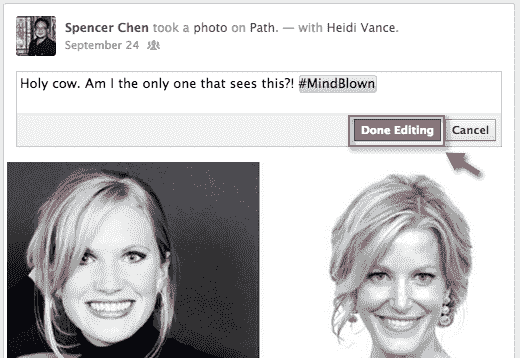 Spencer Chen took a photo on Path. — with Heidi Vance.
September 24
Holy cow. Am I the only one that sees this?! #MindBlown
Done Editing Cancel